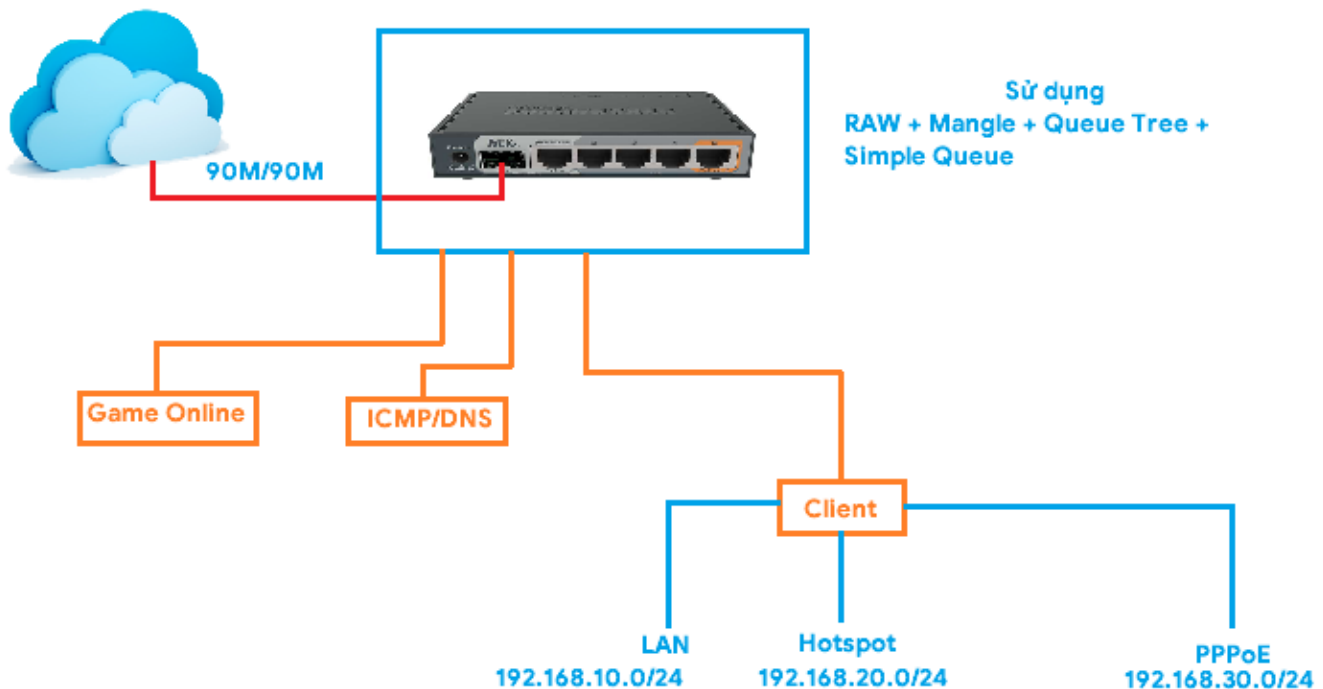 Sử dụng
RAW + Mangle + Queue Tree +
Simple Queue
90M/90M
Game Online
ICMP/DNS
Client
LAN
192.168.10.0/24
Hotspot
192.168.20.0/24
PPPoE
192.168.30.0/24